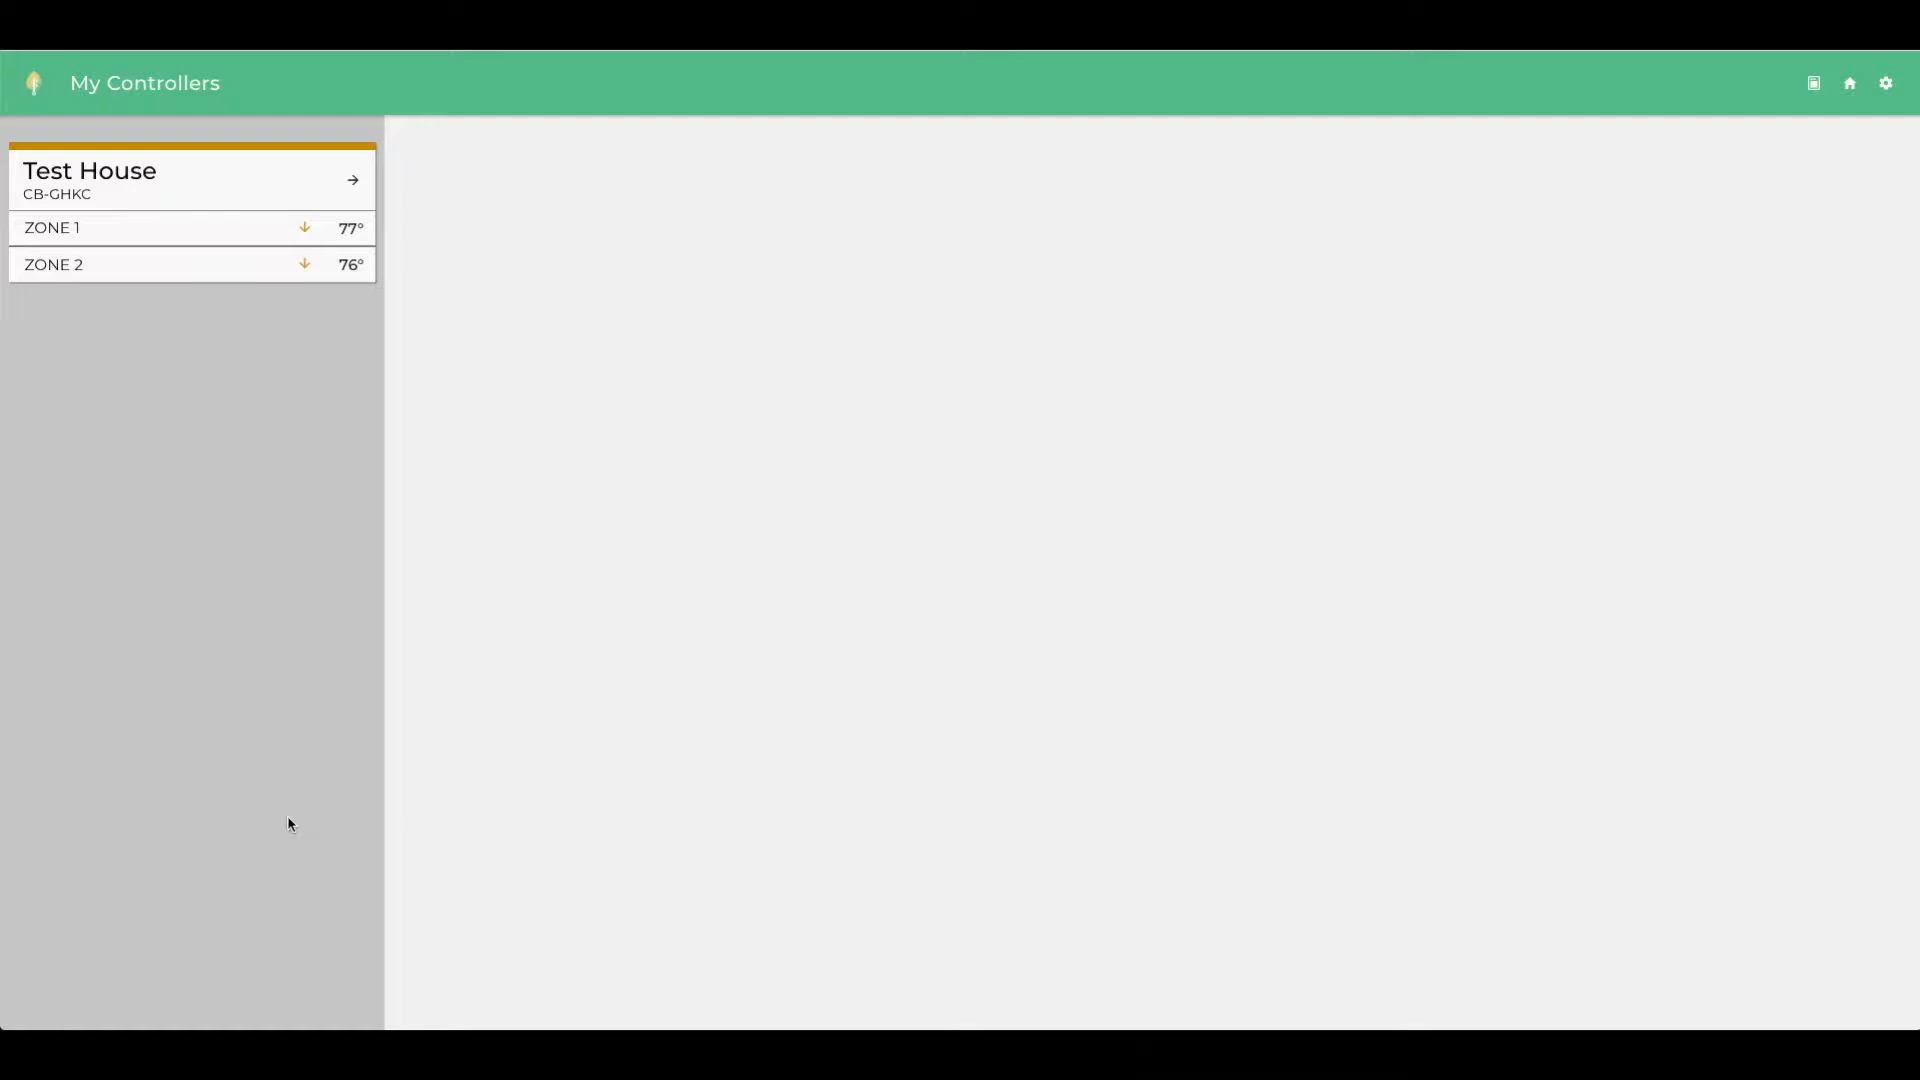 My Controllers
Test House
CB-GHKC
ZONE 1 77°
ZONE 2 76°